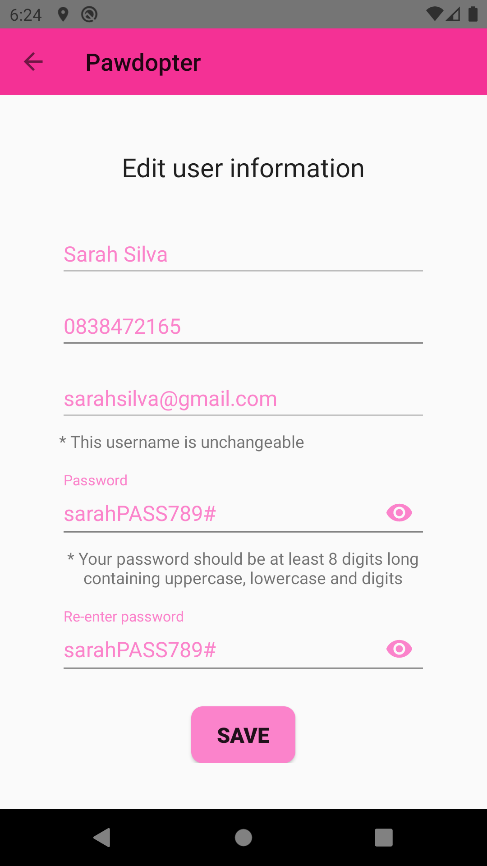 6:24
Pawdopter
Edit user information
Sarah Silva
0838472165
sarahsilva@gmail.com
* This username is unchangeable
Password
sarahPASS789#
* Your password should be at least 8 digits long
containing uppercase, lowercase and digits
Re-enter password
sarahPASS789#
SAVE